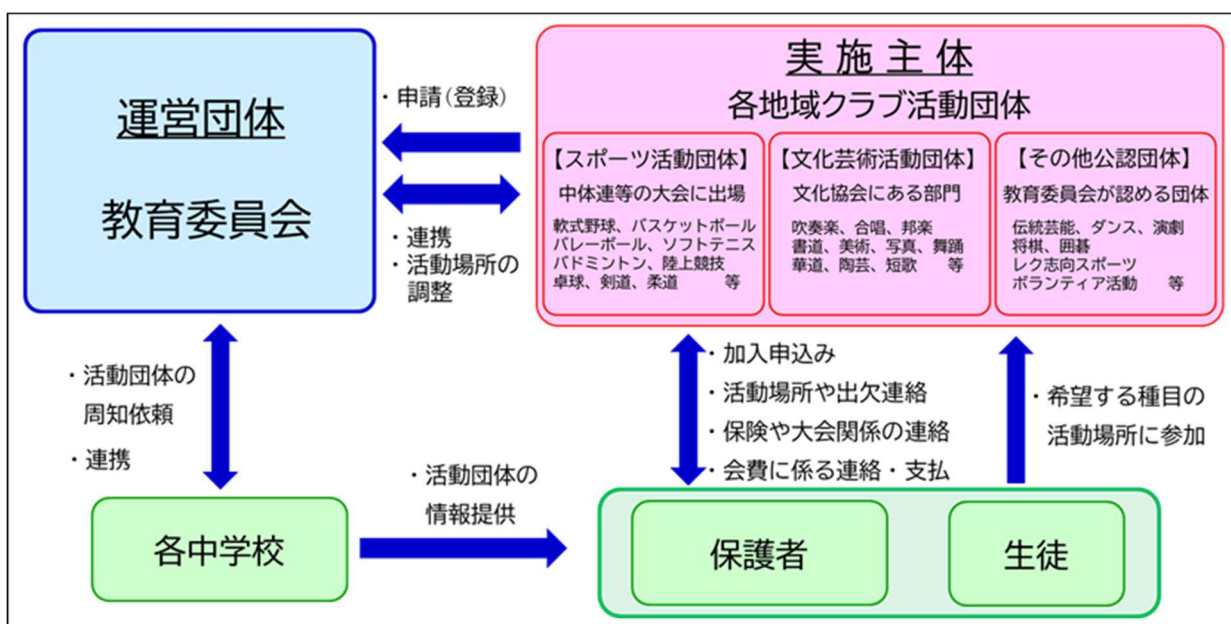 運営団体
教育委員会
・申請(登録)
・連携
・活動場所の
調整
実施主体
各地域クラブ活動団体
【スポーツ活動団体】
中体連等の大会に出場
軟式野球、バスケットボール
バレーボール、ソフトテニス
バドミントン、陸上競技
卓球、剣道、柔道 等
【文化芸術活動団体】
文化協会にある部門
吹奏楽、合唱、邦楽
書道、美術、写真、舞踊
華道、陶芸、短歌 等
【その他公認団体】
教育委員会が認める団体
伝統芸能、ダンス、演劇
将棋、囲碁
レク志向スポーツ
ボランティア活動 等
・活動団体の
周知依頼
・連携
・加入申込み
・活動場所や出欠連絡
・保険や大会関係の連絡
・会費に係る連絡・支払
・希望する種目の
活動場所に参加
各中学校
・活動団体の
情報提供
保護者
生徒